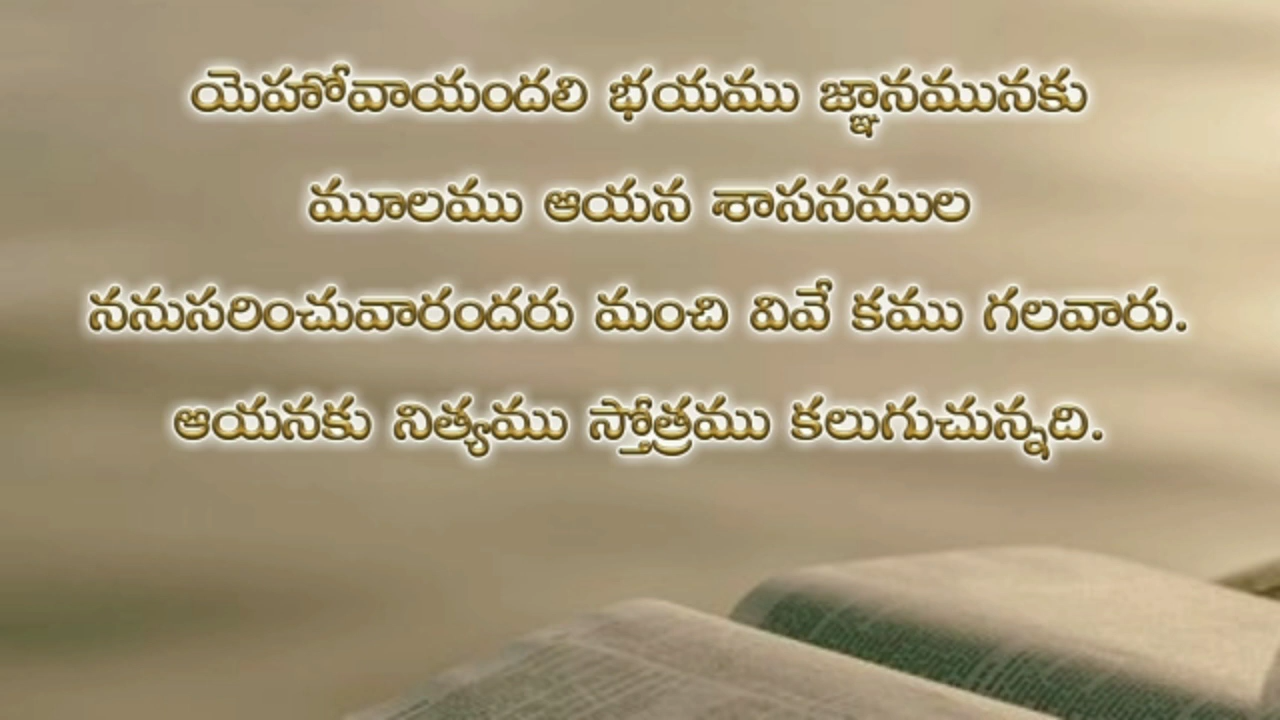 యెహోవాయందలి భయము జ్ఞానమునకు
మూలము ఆయన శాసనముల
ననుసరించువారందరు మంచి వివే కము గలవారు.
ఆయనకు నిత్యము స్తోత్రము కలుగుచున్నది.